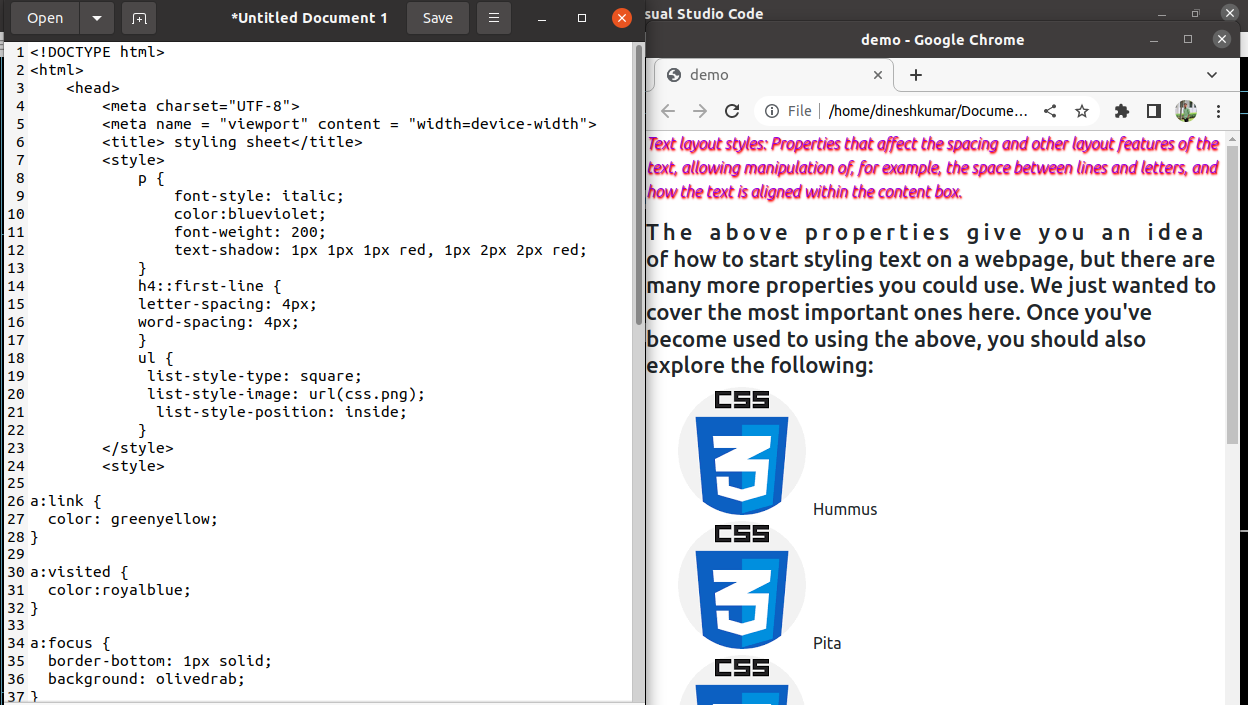 Open
*Untitled Document 1
Save
sual Studio Code
demo - Google Chrome
demo
File
/home/dineshkumar/Docume...
1 <!DOCTYPE html>
2 <html>
3     <head>
4         <meta charset="UTF-8">
5         <meta name = "viewport" content = "width=device-width">
6         <title> styling sheet</title>
7         <style>
8             p {
9                 font-style: italic;
10                 color:blueviolet;
11                 font-weight: 200;
12                 text-shadow: 1px 1px 1px red, 1px 2px 2px red;
13             }
14             h4::first-line {
15             letter-spacing: 4px;
16             word-spacing: 4px;
17             }
18             ul {
19              list-style-type: square;
20              list-style-image: url(css.png);
21               list-style-position: inside;
22             }
23         </style>
24         <style>
25
26 a:link {
27   color: greenyellow;
28 }
29
30 a:visited {
31   color:royalblue;
32 }
33
34 a:focus {
35   border-bottom: 1px solid;
36   background: olivedrab;
37 }
Text layout styles: Properties that affect the spacing and other layout features of the
text, allowing manipulation of, for example, the space between lines and letters, and
how the text is aligned within the content box.
The above properties give you an idea
of how to start styling text on a webpage, but there are
many more properties you could use. We just wanted to
cover the most important ones here. Once you've
become used to using the above, you should also
explore the following:
CSS
3
Hummus
CSS
3
Pita
CSS